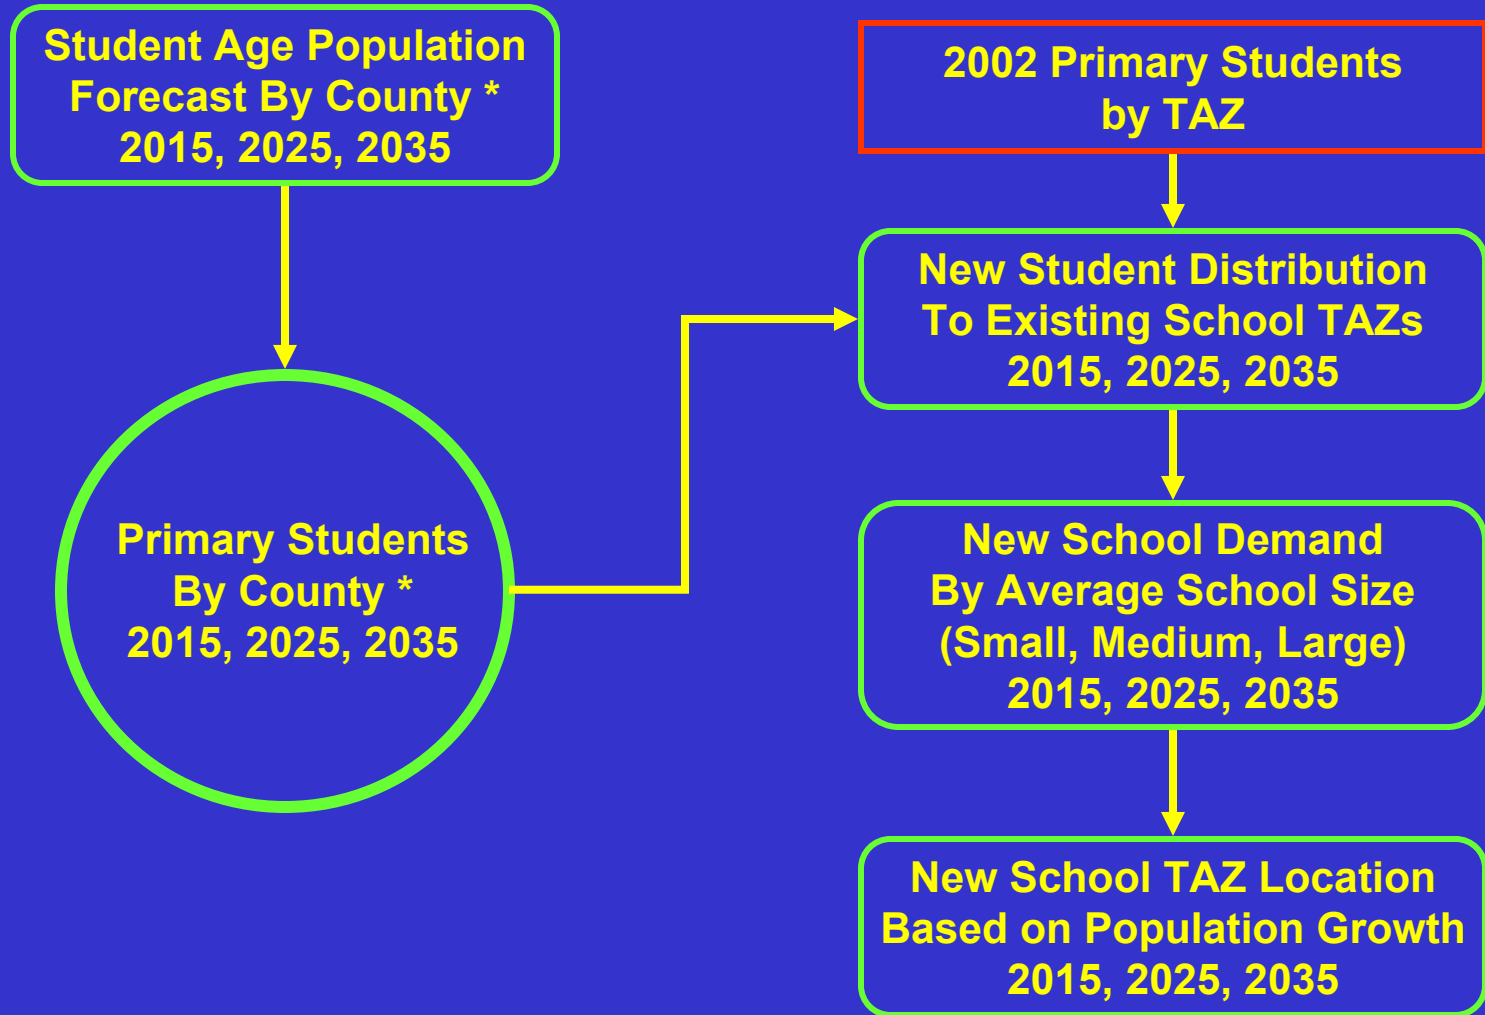 Student Age Population
Forecast By County *
2015, 2025, 2035
Primary Students
By County *
2015, 2025, 2035
2002 Primary Students
by TAZ
New Student Distribution
To Existing School TAZs
2015, 2025, 2035
New School Demand
By Average School Size
(Small, Medium, Large)
2015, 2025, 2035
New School TAZ Location
Based on Population Growth
2015, 2025, 2035